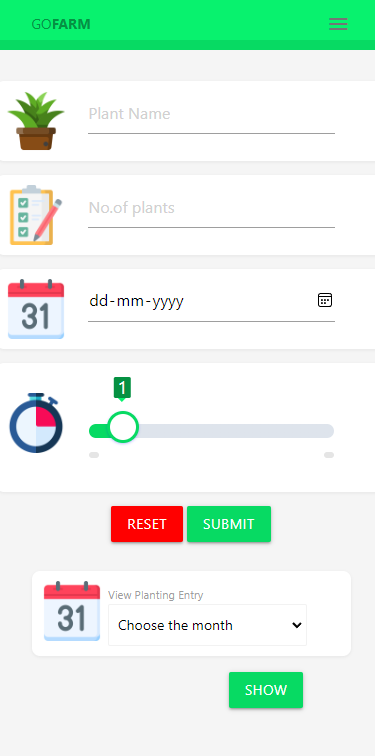 GOFARM
Plant Name
No.of plants
31
dd-mm-yyyy
1
RESET SUBMIT
31
View Planting Entry
Choose the month
SHOW